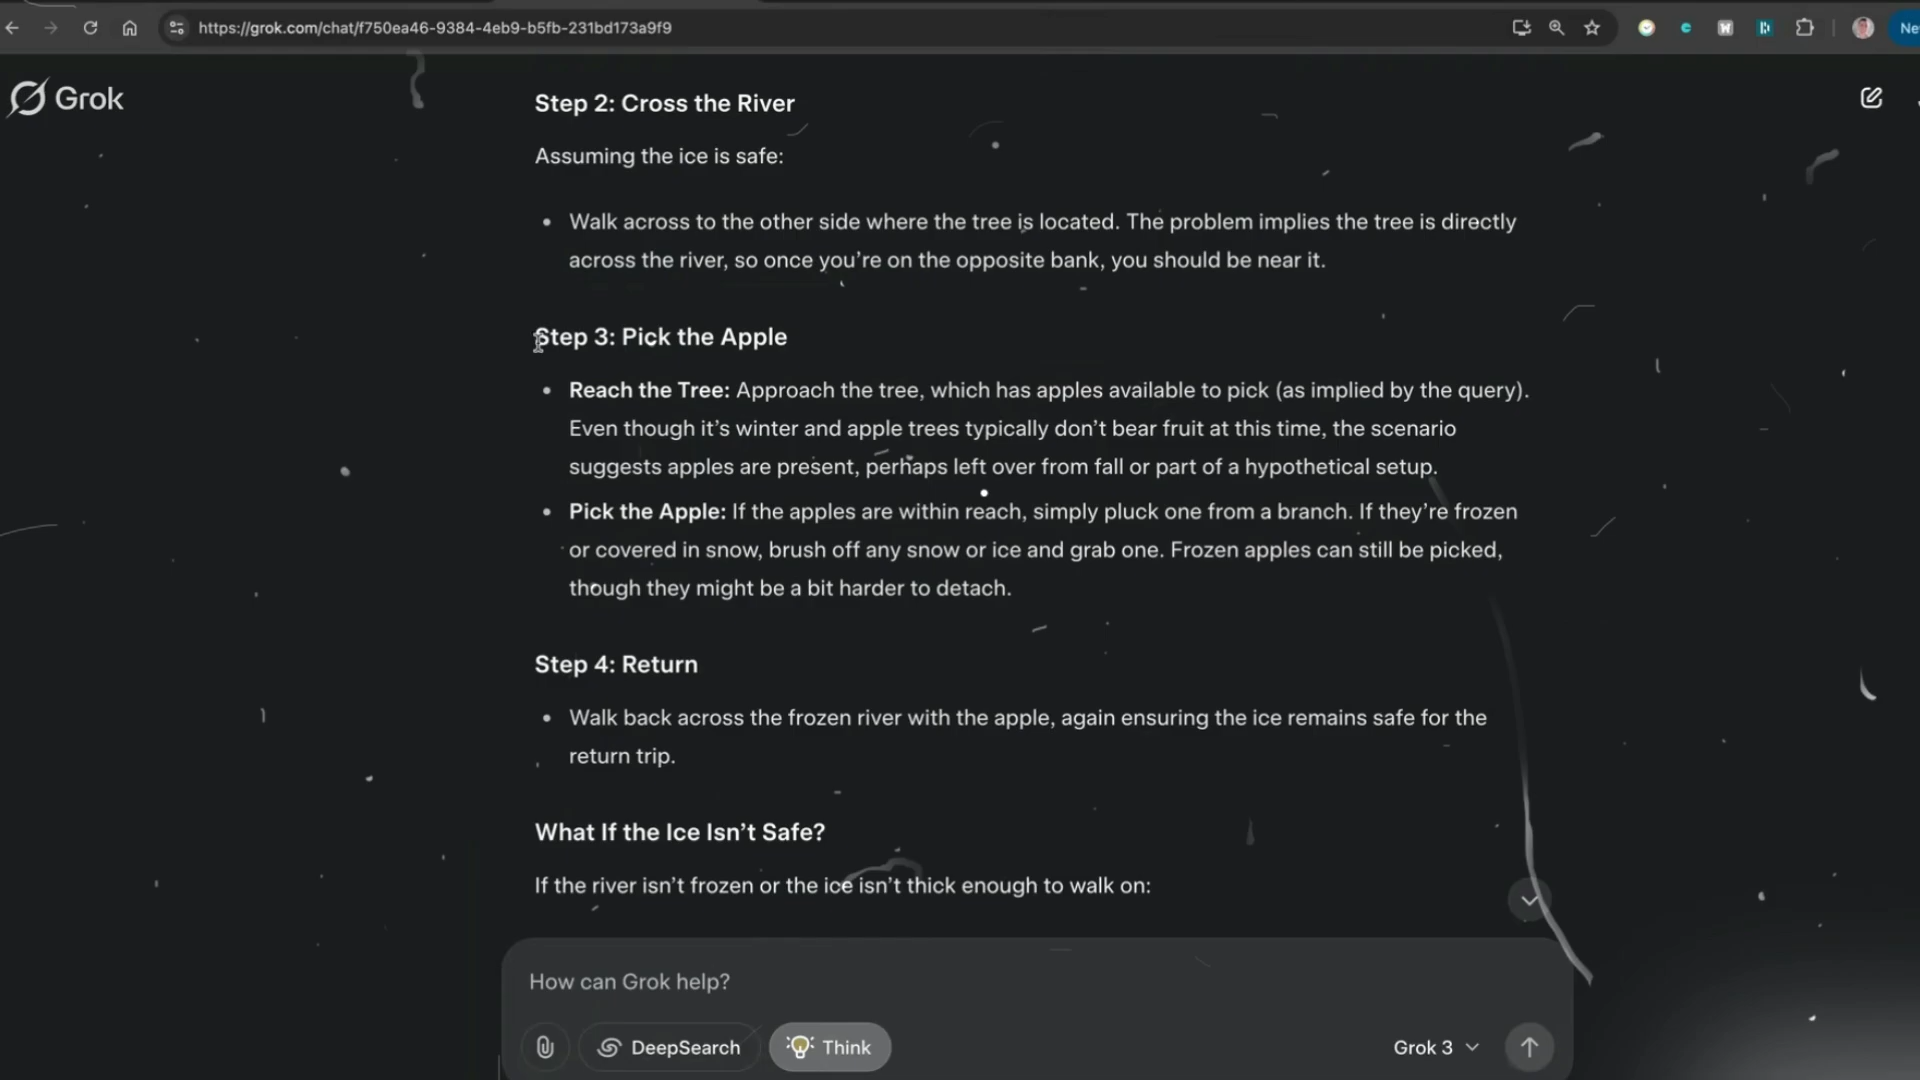 https://grok.com/chat/f750ea46-9384-4eb9-b5fb-231bd173a9f9
Grok
Step 2: Cross the River
Assuming the ice is safe:
• Walk across to the other side where the tree is located. The problem implies the tree is directly
across the river, so once you’re on the opposite bank, you should be near it.
Step 3: Pick the Apple
• Reach the Tree: Approach the tree, which has apples available to pick (as implied by the query).
Even though it’s winter and apple trees typically don’t bear fruit at this time, the scenario
suggests apples are present, perhaps left over from fall or part of a hypothetical setup.
• Pick the Apple: If the apples are within reach, simply pluck one from a branch. If they’re frozen
or covered in snow, brush off any snow or ice and grab one. Frozen apples can still be picked,
though they might be a bit harder to detach.
Step 4: Return
• Walk back across the frozen river with the apple, again ensuring the ice remains safe for the
return trip.
What If the Ice Isn’t Safe?
If the river isn’t frozen or the ice isn’t thick enough to walk on:
How can Grok help?
DeepSearch
Think
Grok 3